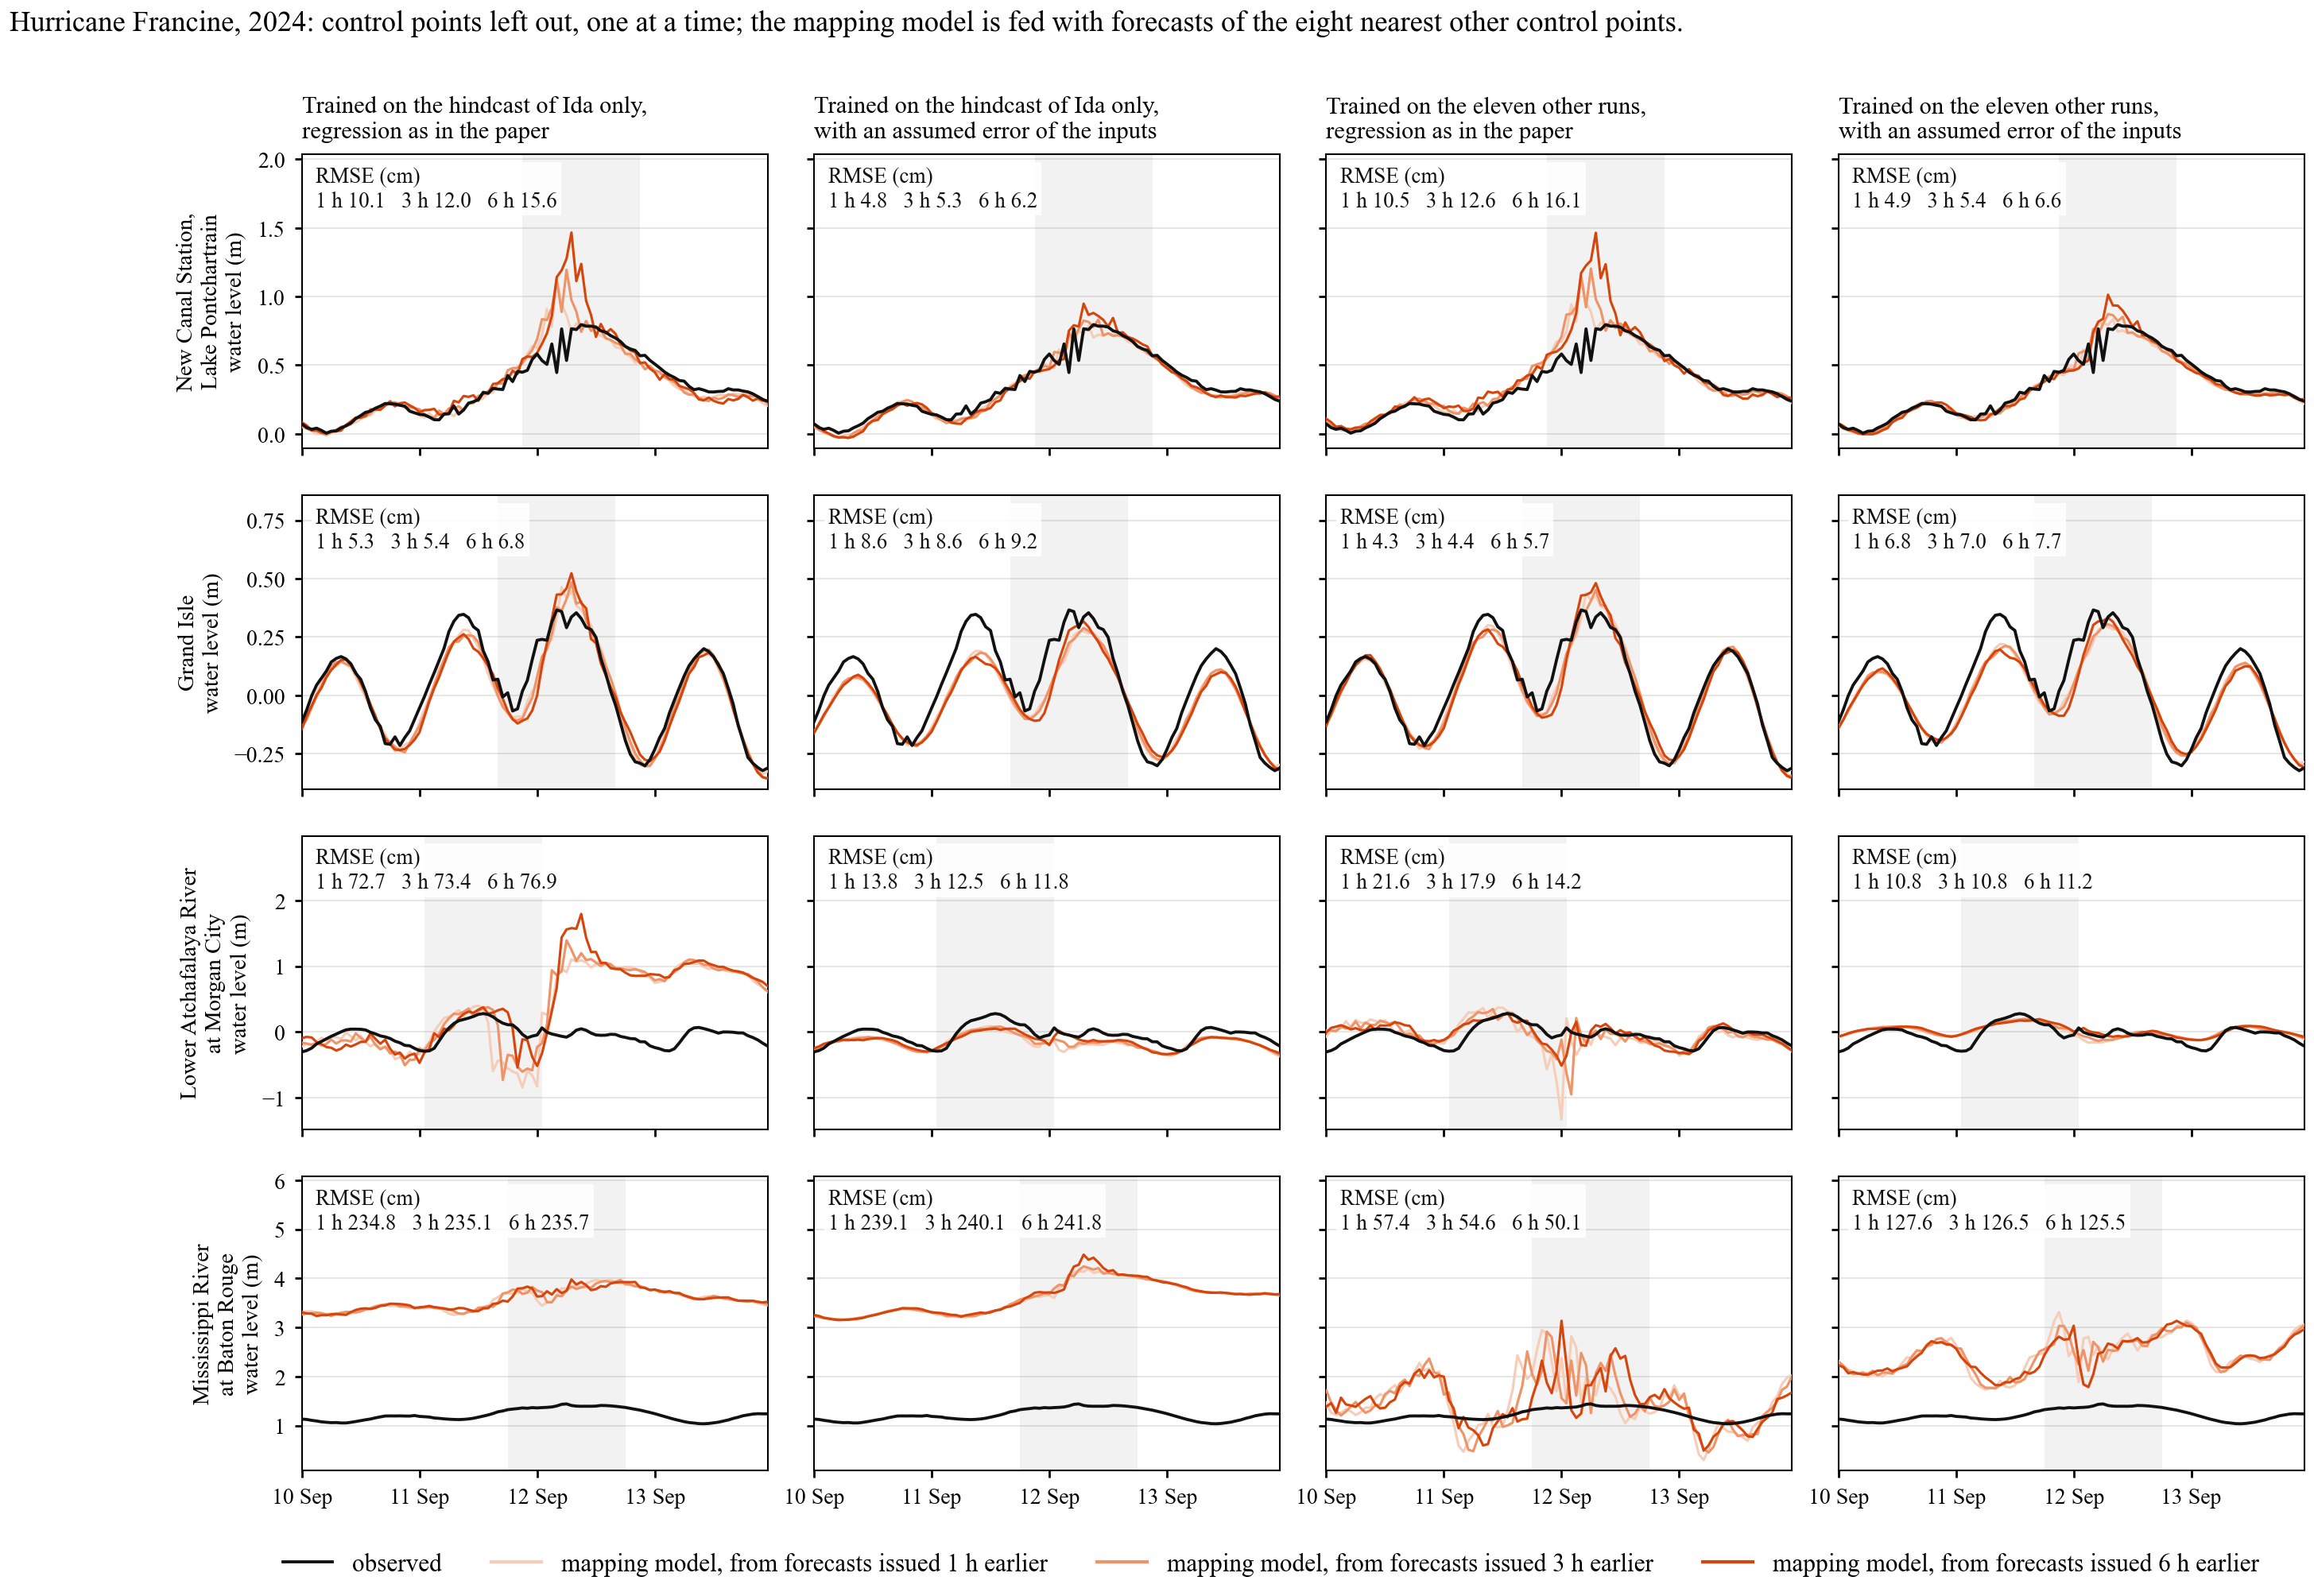 Hurricane Francine, 2024: control points left out, one at a time; the mapping model is fed with forecasts of the eight nearest other control points.
Trained on the hindcast of Ida only,
regression as in the paper
Trained on the hindcast of Ida only,
with an assumed error of the inputs
Trained on the eleven other runs,
regression as in the paper
Trained on the eleven other runs,
with an assumed error of the inputs
New Canal Station,
Lake Pontchartrain
water level (m)
2.0
1.5
1.0
0.5
0.0
RMSE (cm)
1 h 10.1 3 h 12.0 6 h 15.6
RMSE (cm)
1 h 4.8 3 h 5.3 6 h 6.2
RMSE (cm)
1 h 10.5 3 h 12.6 6 h 16.1
RMSE (cm)
1 h 4.9 3 h 5.4 6 h 6.6
Grand Isle
water level (m)
0.75
0.50
0.25
0.00
−0.25
RMSE (cm)
1 h 5.3 3 h 5.4 6 h 6.8
RMSE (cm)
1 h 8.6 3 h 8.6 6 h 9.2
RMSE (cm)
1 h 4.3 3 h 4.4 6 h 5.7
RMSE (cm)
1 h 6.8 3 h 7.0 6 h 7.7
Lower Atchafalaya River
at Morgan City
water level (m)
2
1
0
−1
RMSE (cm)
1 h 72.7 3 h 73.4 6 h 76.9
RMSE (cm)
1 h 13.8 3 h 12.5 6 h 11.8
RMSE (cm)
1 h 21.6 3 h 17.9 6 h 14.2
RMSE (cm)
1 h 10.8 3 h 10.8 6 h 11.2
Mississippi River
at Baton Rouge
water level (m)
6
5
4
3
2
1
RMSE (cm)
1 h 234.8 3 h 235.1 6 h 235.7
RMSE (cm)
1 h 239.1 3 h 240.1 6 h 241.8
RMSE (cm)
1 h 57.4 3 h 54.6 6 h 50.1
RMSE (cm)
1 h 127.6 3 h 126.5 6 h 125.5
10 Sep 11 Sep 12 Sep 13 Sep
10 Sep 11 Sep 12 Sep 13 Sep
10 Sep 11 Sep 12 Sep 13 Sep
10 Sep 11 Sep 12 Sep 13 Sep
observed
mapping model, from forecasts issued 1 h earlier
mapping model, from forecasts issued 3 h earlier
mapping model, from forecasts issued 6 h earlier